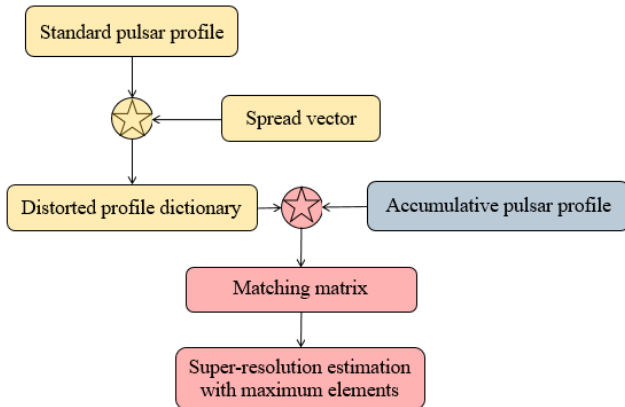 Standard pulsar profile
Spread vector
Distorted profile dictionary
Accumulative pulsar profile
Matching matrix
Super-resolution estimation
with maximum elements